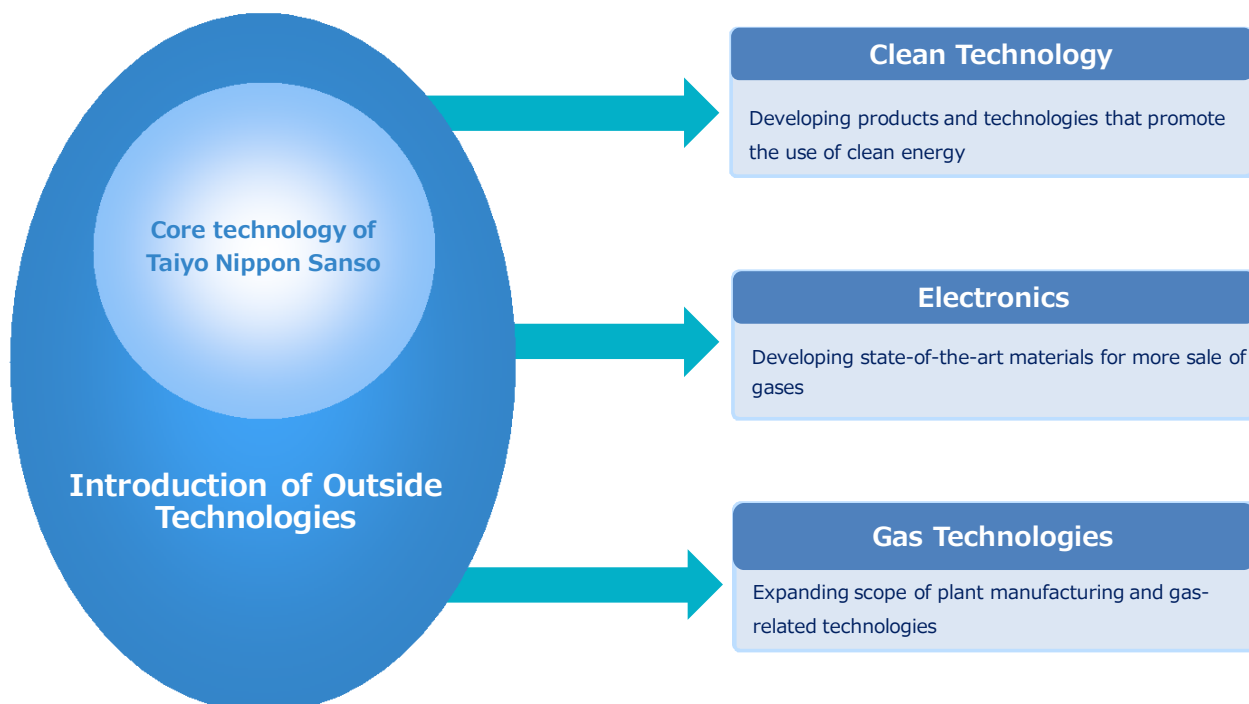 Core technology of
Taiyo Nippon Sanso
Introduction of Outside
Technologies
Clean Technology
Developing products and technologies that promote
the use of clean energy
Electronics
Developing state-of-the-art materials for more sale of
gases
Gas Technologies
Expanding scope of plant manufacturing and gas-
related technologies